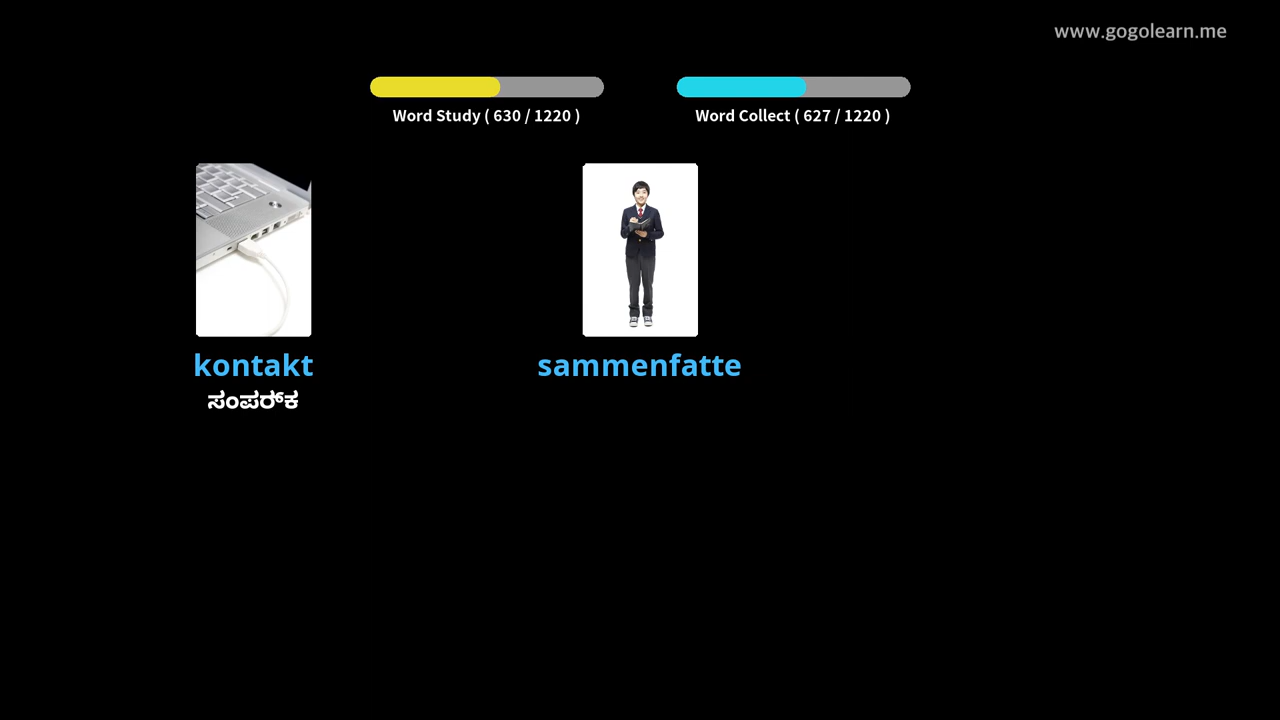 www.gogolearn.me
Word Study ( 630 / 1220 )
Word Collect ( 627 / 1220 )
kontakt
sammenfatte
ಸಂಪರ್ಕ